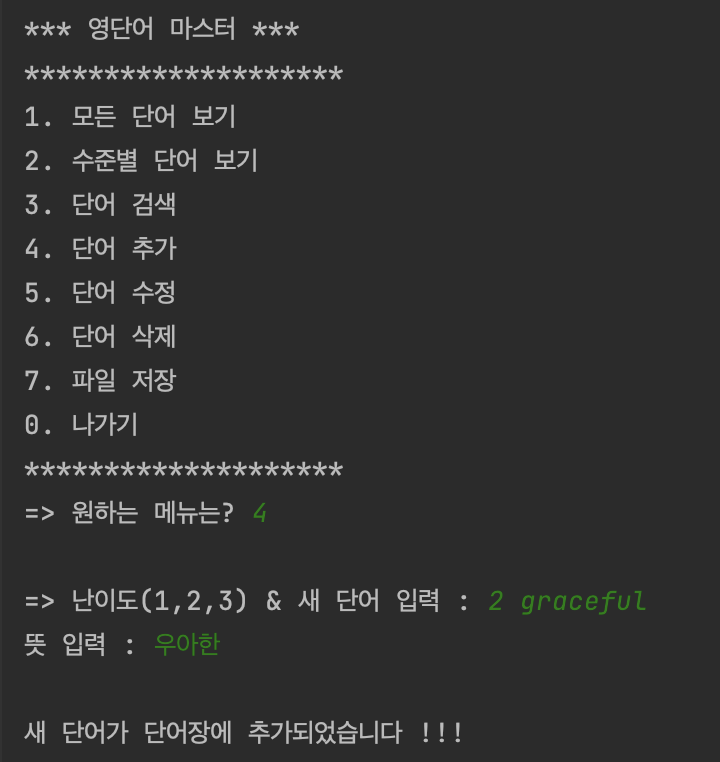 *** 영단어 마스터 ***
********************
1. 모든 단어 보기
2. 수준별 단어 보기
3. 단어 검색
4. 단어 추가
5. 단어 수정
6. 단어 삭제
7. 파일 저장
0. 나가기
********************
=> 원하는 메뉴는? 4
=> 난이도(1,2,3) & 새 단어 입력 : 2 graceful
뜻 입력 : 우아한
새 단어가 단어장에 추가되었습니다 !!!